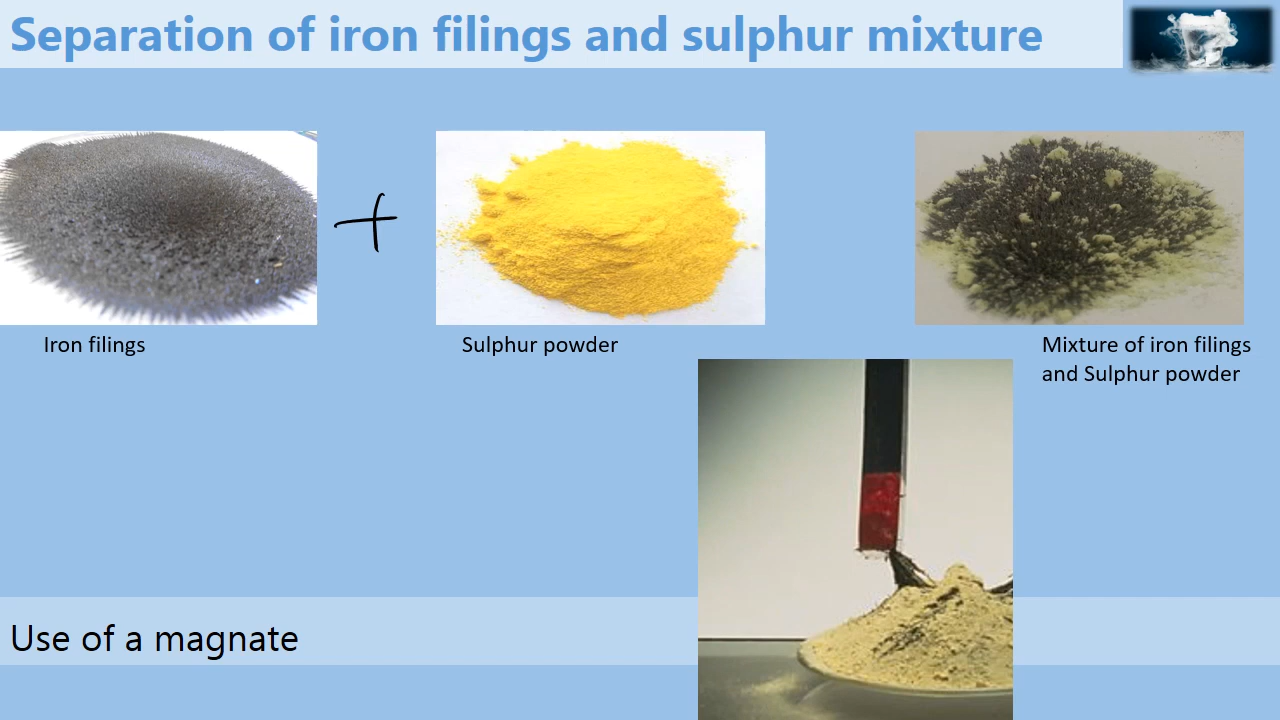 Separation of iron filings and sulphur mixture
+
Iron filings
Sulphur powder
Mixture of iron filings
and Sulphur powder
Use of a magnate